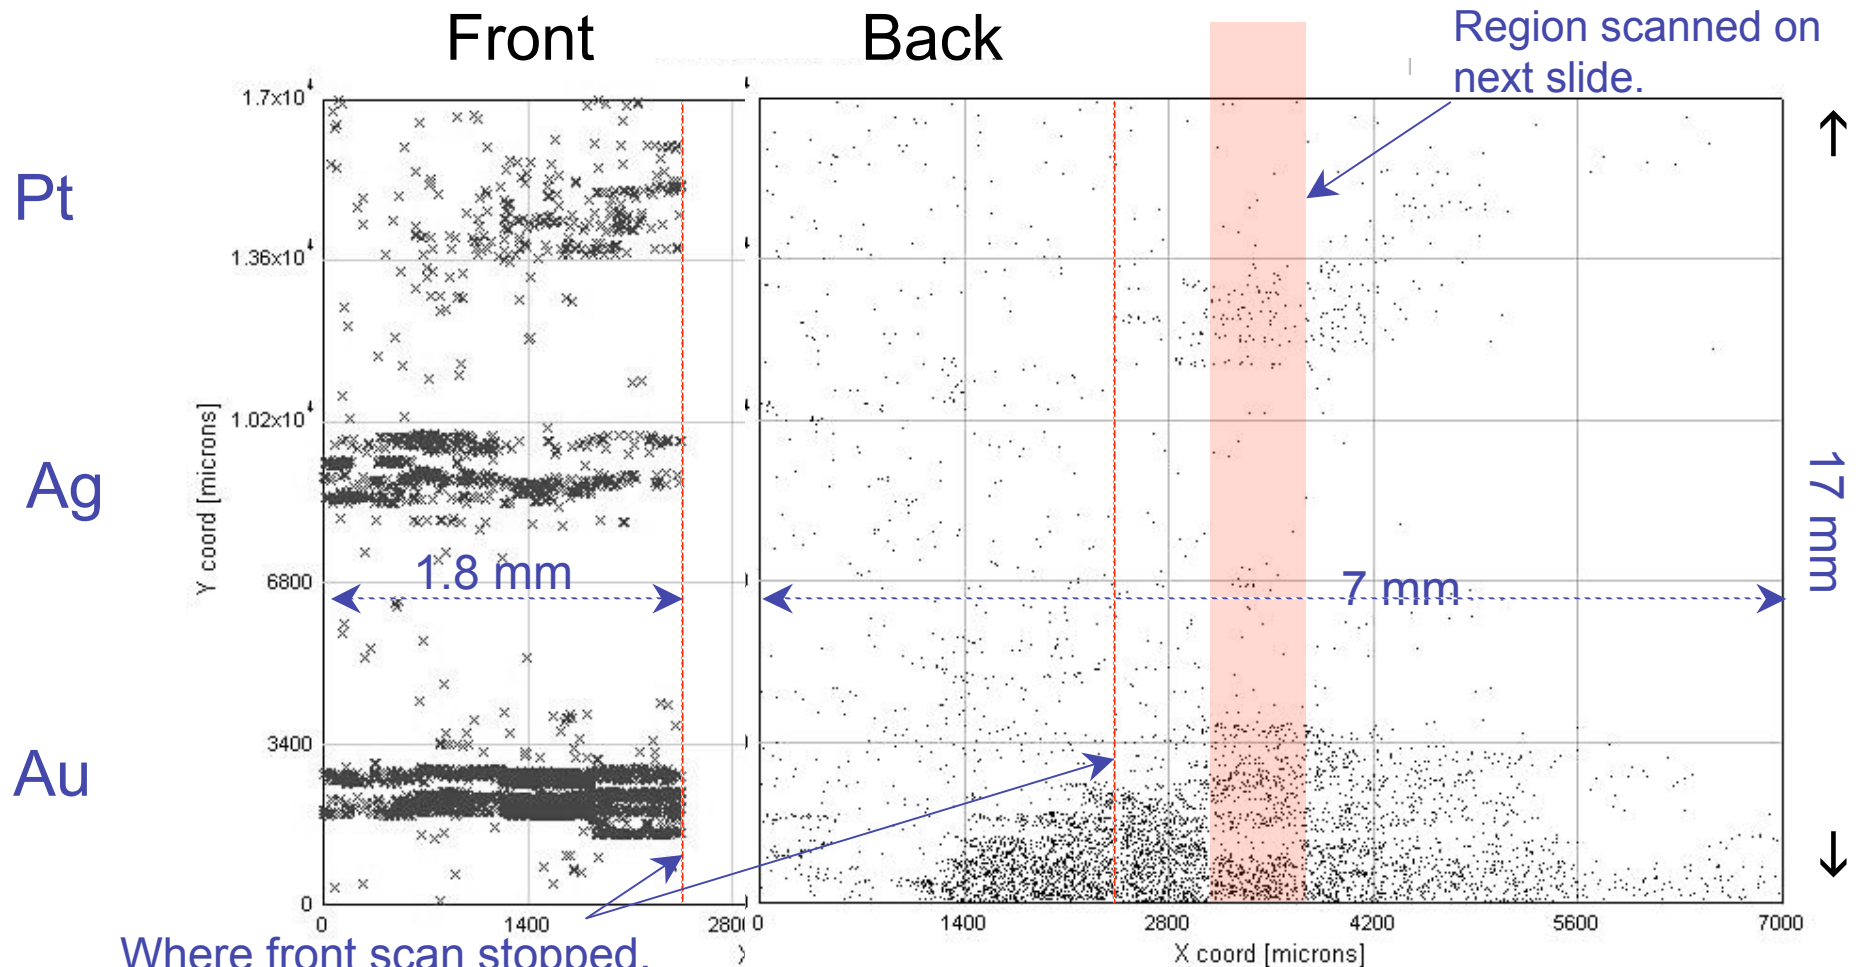 Front
Back
Region scanned on
next slide.
Pt
Ag
Au
Y coord [microns]
1.7x10⁴
1.36x10⁴
1.02x10⁴
6800
3400
0
1.8 mm
7 mm
↑
17 mm
↓
0
1400
2800
0
1400
2800
4200
5600
7000
X coord [microns]
Where front scan stopped.